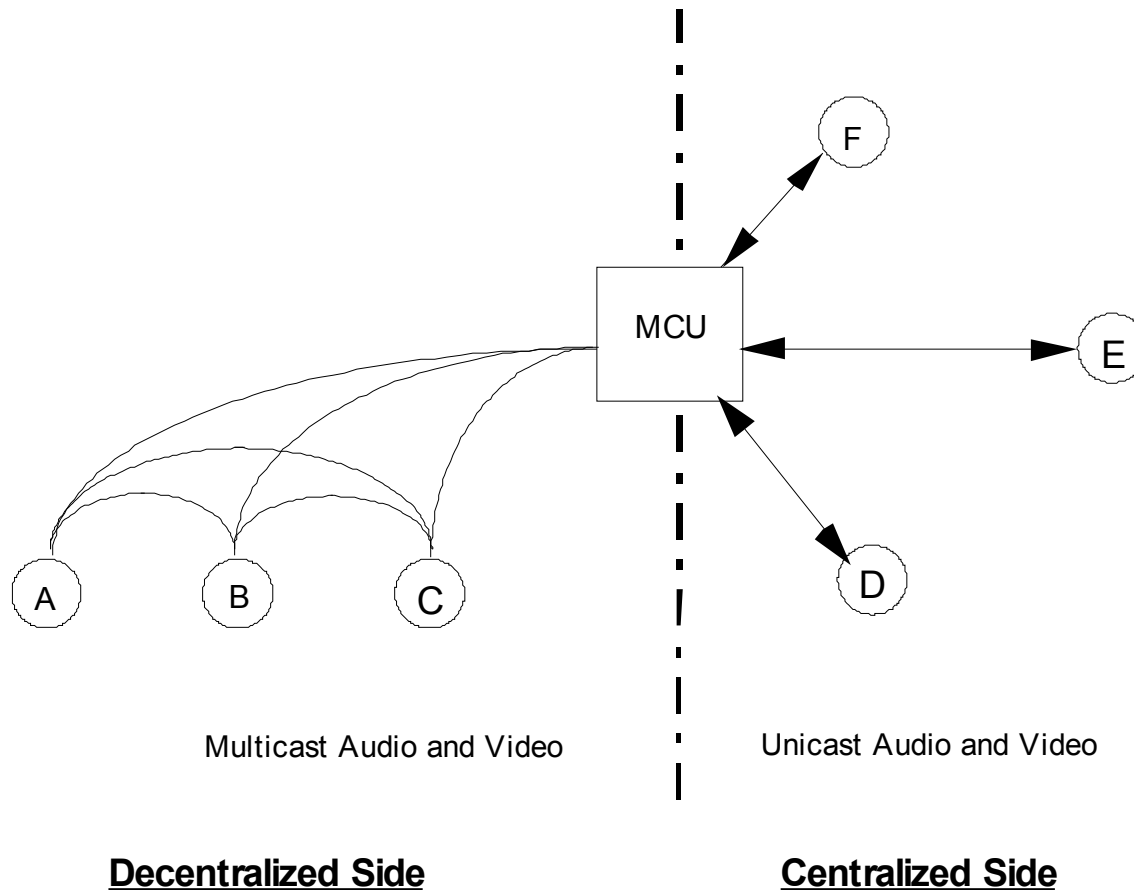 F
MCU
E
A
B
C
D
Multicast Audio and Video
Unicast Audio and Video
Decentralized Side
Centralized Side